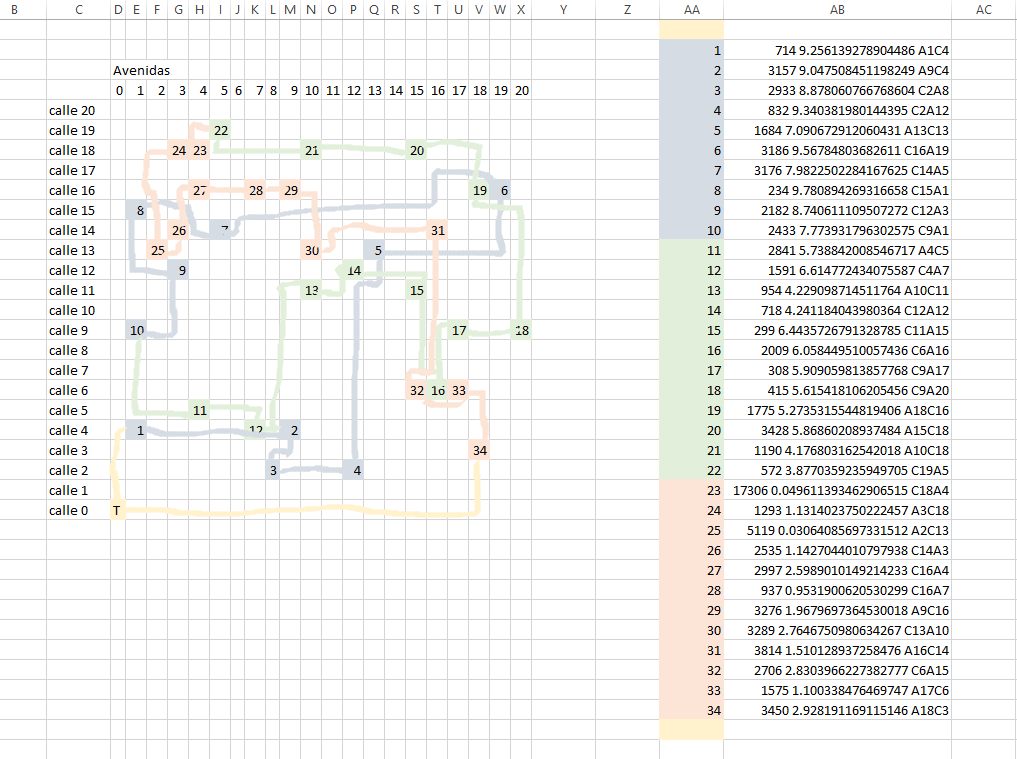 B C D E F G H I J K L M N O P Q R S T U V W X Y Z AA AB AC
1 714 9.256139278904486 A1C4
Avenidas 2 3157 9.047508451198249 A9C4
0 1 2 3 4 5 6 7 8 9 10 11 12 13 14 15 16 17 18 19 20 3 2933 8.878060766768604 C2A8
calle 20 4 832 9.340381980144395 C2A12
calle 19 22 5 1684 7.090672912060431 A13C13
calle 18 24 23 21 20 6 3186 9.56784803682611 C16A19
calle 17 7 3176 7.9822502284167625 C14A5
calle 16 27 28 29 19 6 8 234 9.780894269316658 C15A1
calle 15 8 9 2182 8.740611109507272 C12A3
calle 14 26 7 31 10 2433 7.773931796302575 C9A1
calle 13 25 30 5 11 2841 5.738842008546717 A4C5
calle 12 9 14 12 1591 6.614772434075587 C4A7
calle 11 13 15 13 954 4.229098714511764 A10C11
calle 10 14 718 4.241184043980364 C12A12
calle 9 10 17 18 15 299 6.4435726791328785 C11A15
calle 8 16 2009 6.058449510057436 C6A16
calle 7 17 308 5.909059813857768 C9A17
calle 6 32 16 33 18 415 5.615418106205456 C9A20
calle 5 11 19 1775 5.2735315544819406 A18C16
calle 4 1 12 2 20 3428 5.86860208937484 A15C18
calle 3 34 21 1190 4.176803162542018 A10C18
calle 2 3 4 22 572 3.8770359235949705 C19A5
calle 1 23 17306 0.049611393462906515 C18A4
calle 0 T 24 1293 1.1314023750222457 A3C18
25 5119 0.03064085697331512 A2C13
26 2535 1.1427044010797938 C14A3
27 2997 2.5989010149214233 C16A4
28 937 0.9531900620530299 C16A7
29 3276 1.9679697364530018 A9C16
30 3289 2.7646750980634267 C13A10
31 3814 1.510128937258476 A16C14
32 2706 2.8303966227382777 C6A15
33 1575 1.100338476469747 A17C6
34 3450 2.928191169115146 A18C3